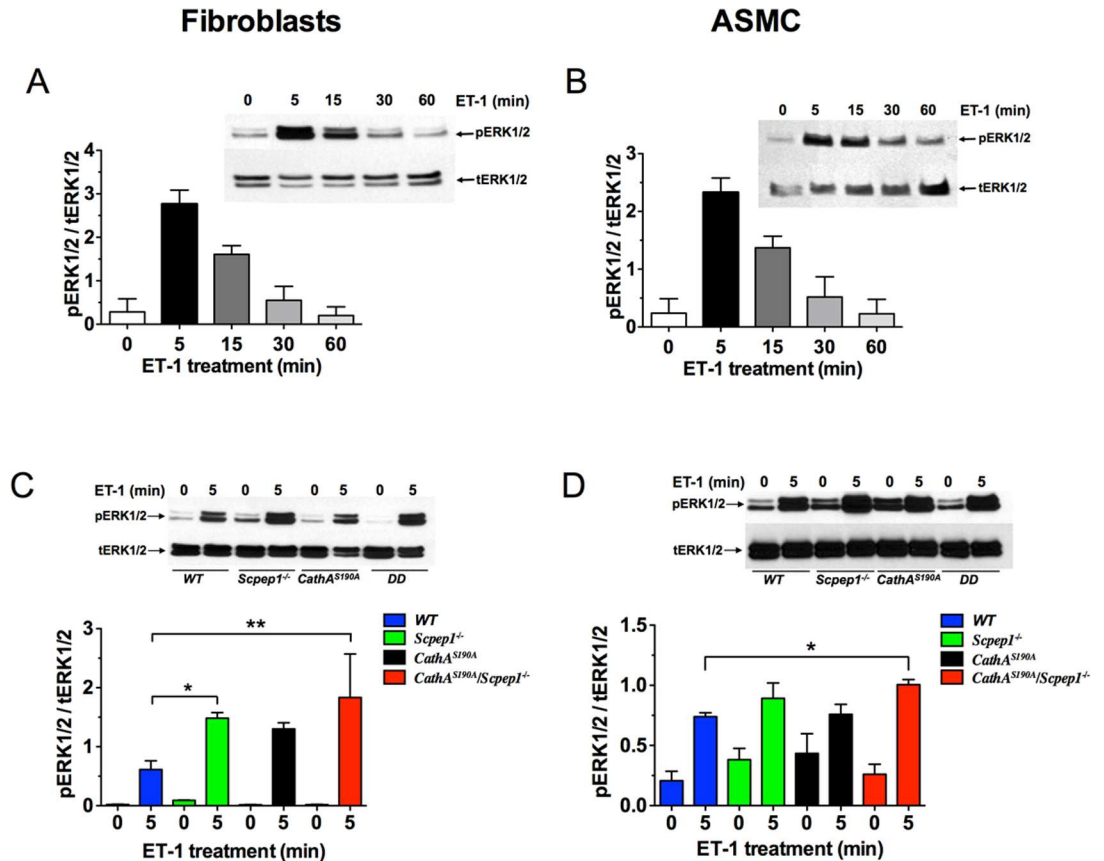 Fibroblasts
ASMC
A
0 5 15 30 60 ET-1 (min)
pERK1/2
tERK1/2
pERK1/2 / tERK1/2
4
3
2
1
0
0 5 15 30 60
ET-1 treatment (min)
B
0 5 15 30 60 ET-1 (min)
pERK1/2
tERK1/2
pERK1/2 / tERK1/2
3
2
1
0
0 5 15 30 60
ET-1 treatment (min)
C
ET-1 (min) 0 5 0 5 0 5 0 5
pERK1/2
tERK1/2
WT Scpep1-/- CathAS190A DD
pERK1/2 / tERK1/2
3
2
1
0
*
**
WT
Scpep1-/-
CathAS190A
CathAS190A/Scpep1-/-
0 5 0 5 0 5 0 5
ET-1 treatment (min)
D
ET-1 (min) 0 5 0 5 0 5 0 5
pERK1/2
tERK1/2
WT Scpep1-/- CathAS190A DD
pERK1/2 / tERK1/2
1.5
1.0
0.5
0.0
*
WT
Scpep1-/-
CathAS190A
CathAS190A/Scpep1-/-
0 5 0 5 0 5 0 5
ET-1 treatment (min)